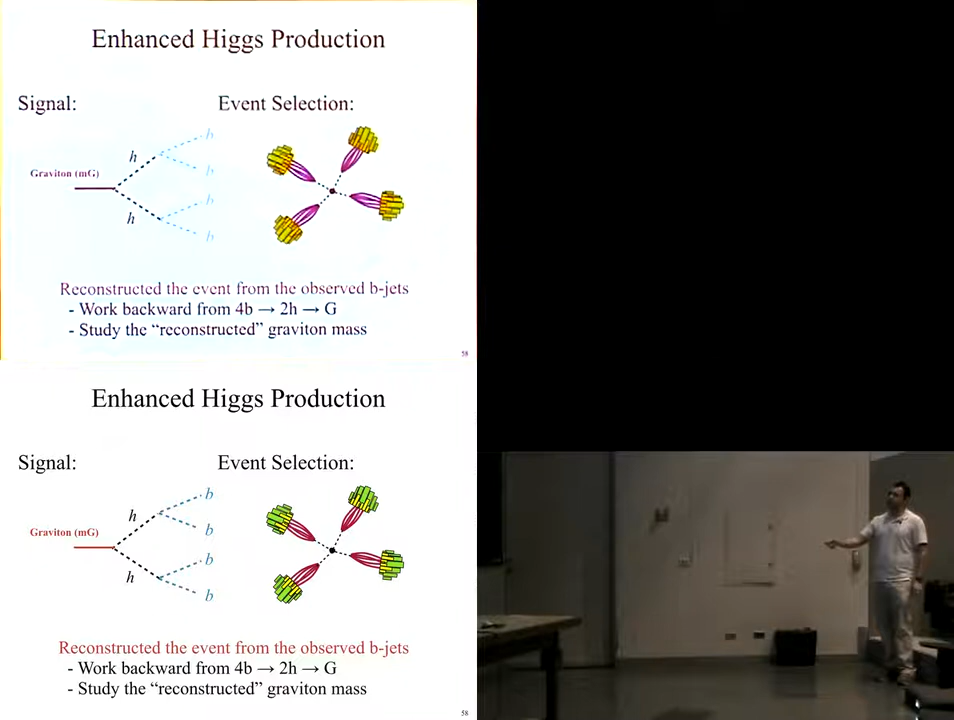 Enhanced Higgs Production
Signal:
Event Selection:
Graviton (mG)
h
h
b
b
b
b
Reconstructed the event from the observed b-jets
- Work backward from 4b → 2h → G
- Study the “reconstructed” graviton mass
58
Enhanced Higgs Production
Signal:
Event Selection:
Graviton (mG)
h
h
b
b
b
b
Reconstructed the event from the observed b-jets
- Work backward from 4b → 2h → G
- Study the “reconstructed” graviton mass
58